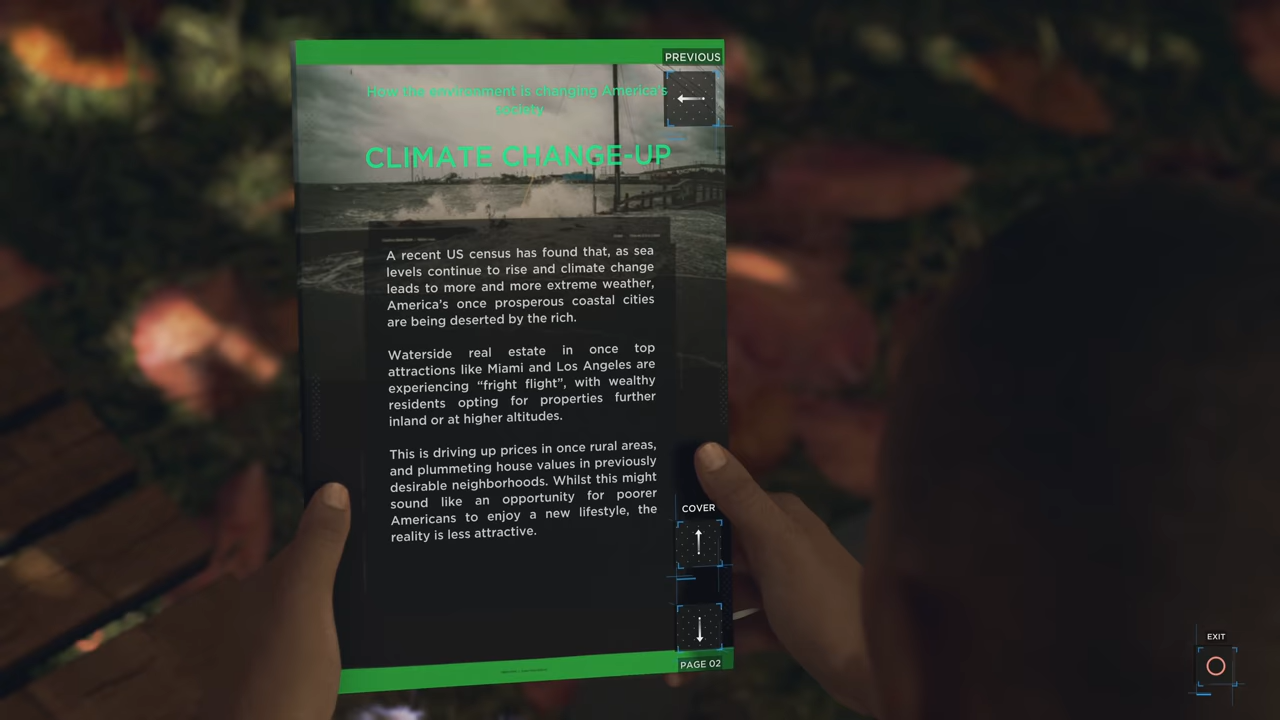 PREVIOUS
How the environment is changing America's
society
CLIMATE CHANGE-UP
A recent US census has found that, as sea
levels continue to rise and climate change
leads to more and more extreme weather,
America's once prosperous coastal cities
are being deserted by the rich.
Waterside real estate in once top
attractions like Miami and Los Angeles are
experiencing "fright flight", with wealthy
residents opting for properties further
inland or at higher altitudes.
This is driving up prices in once rural areas,
and plummeting house values in previously
desirable neighborhoods. Whilst this might
sound like an opportunity for poorer
Americans to enjoy a new lifestyle, the
reality is less attractive.
COVER
PAGE 02
EXIT